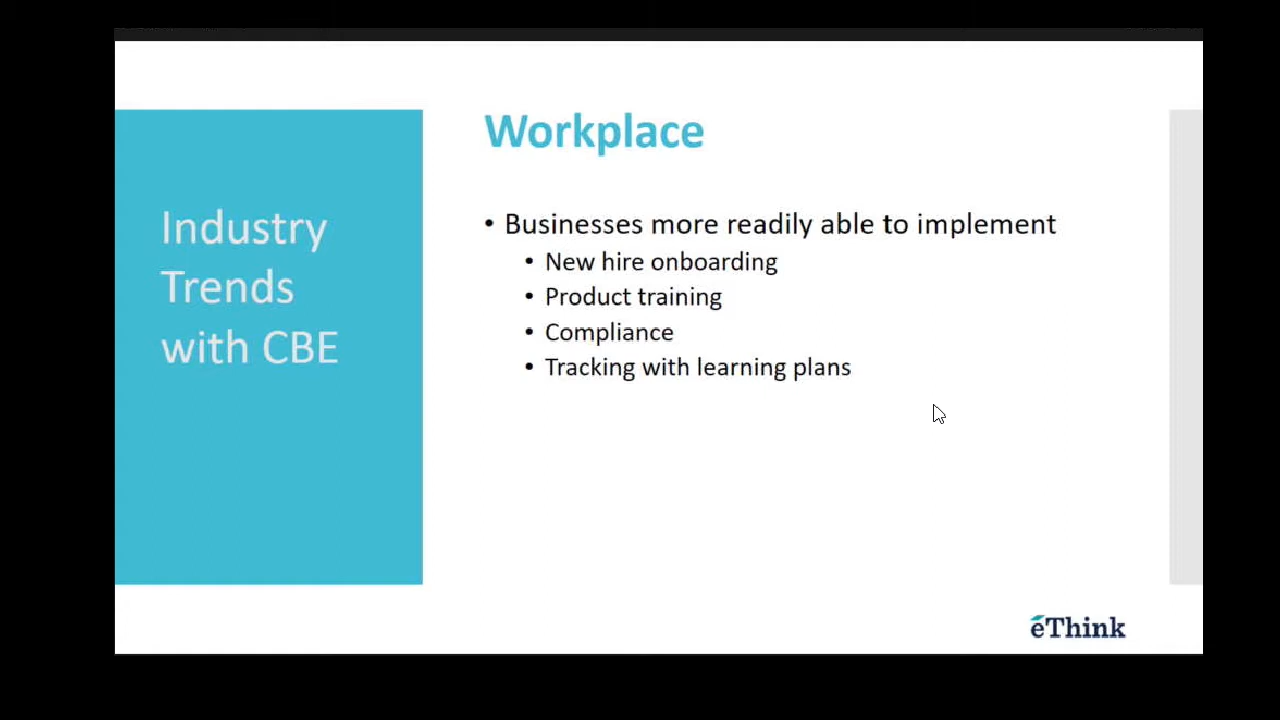 Industry
Trends
with CBE
Workplace
• Businesses more readily able to implement
• New hire onboarding
• Product training
• Compliance
• Tracking with learning plans
eThink